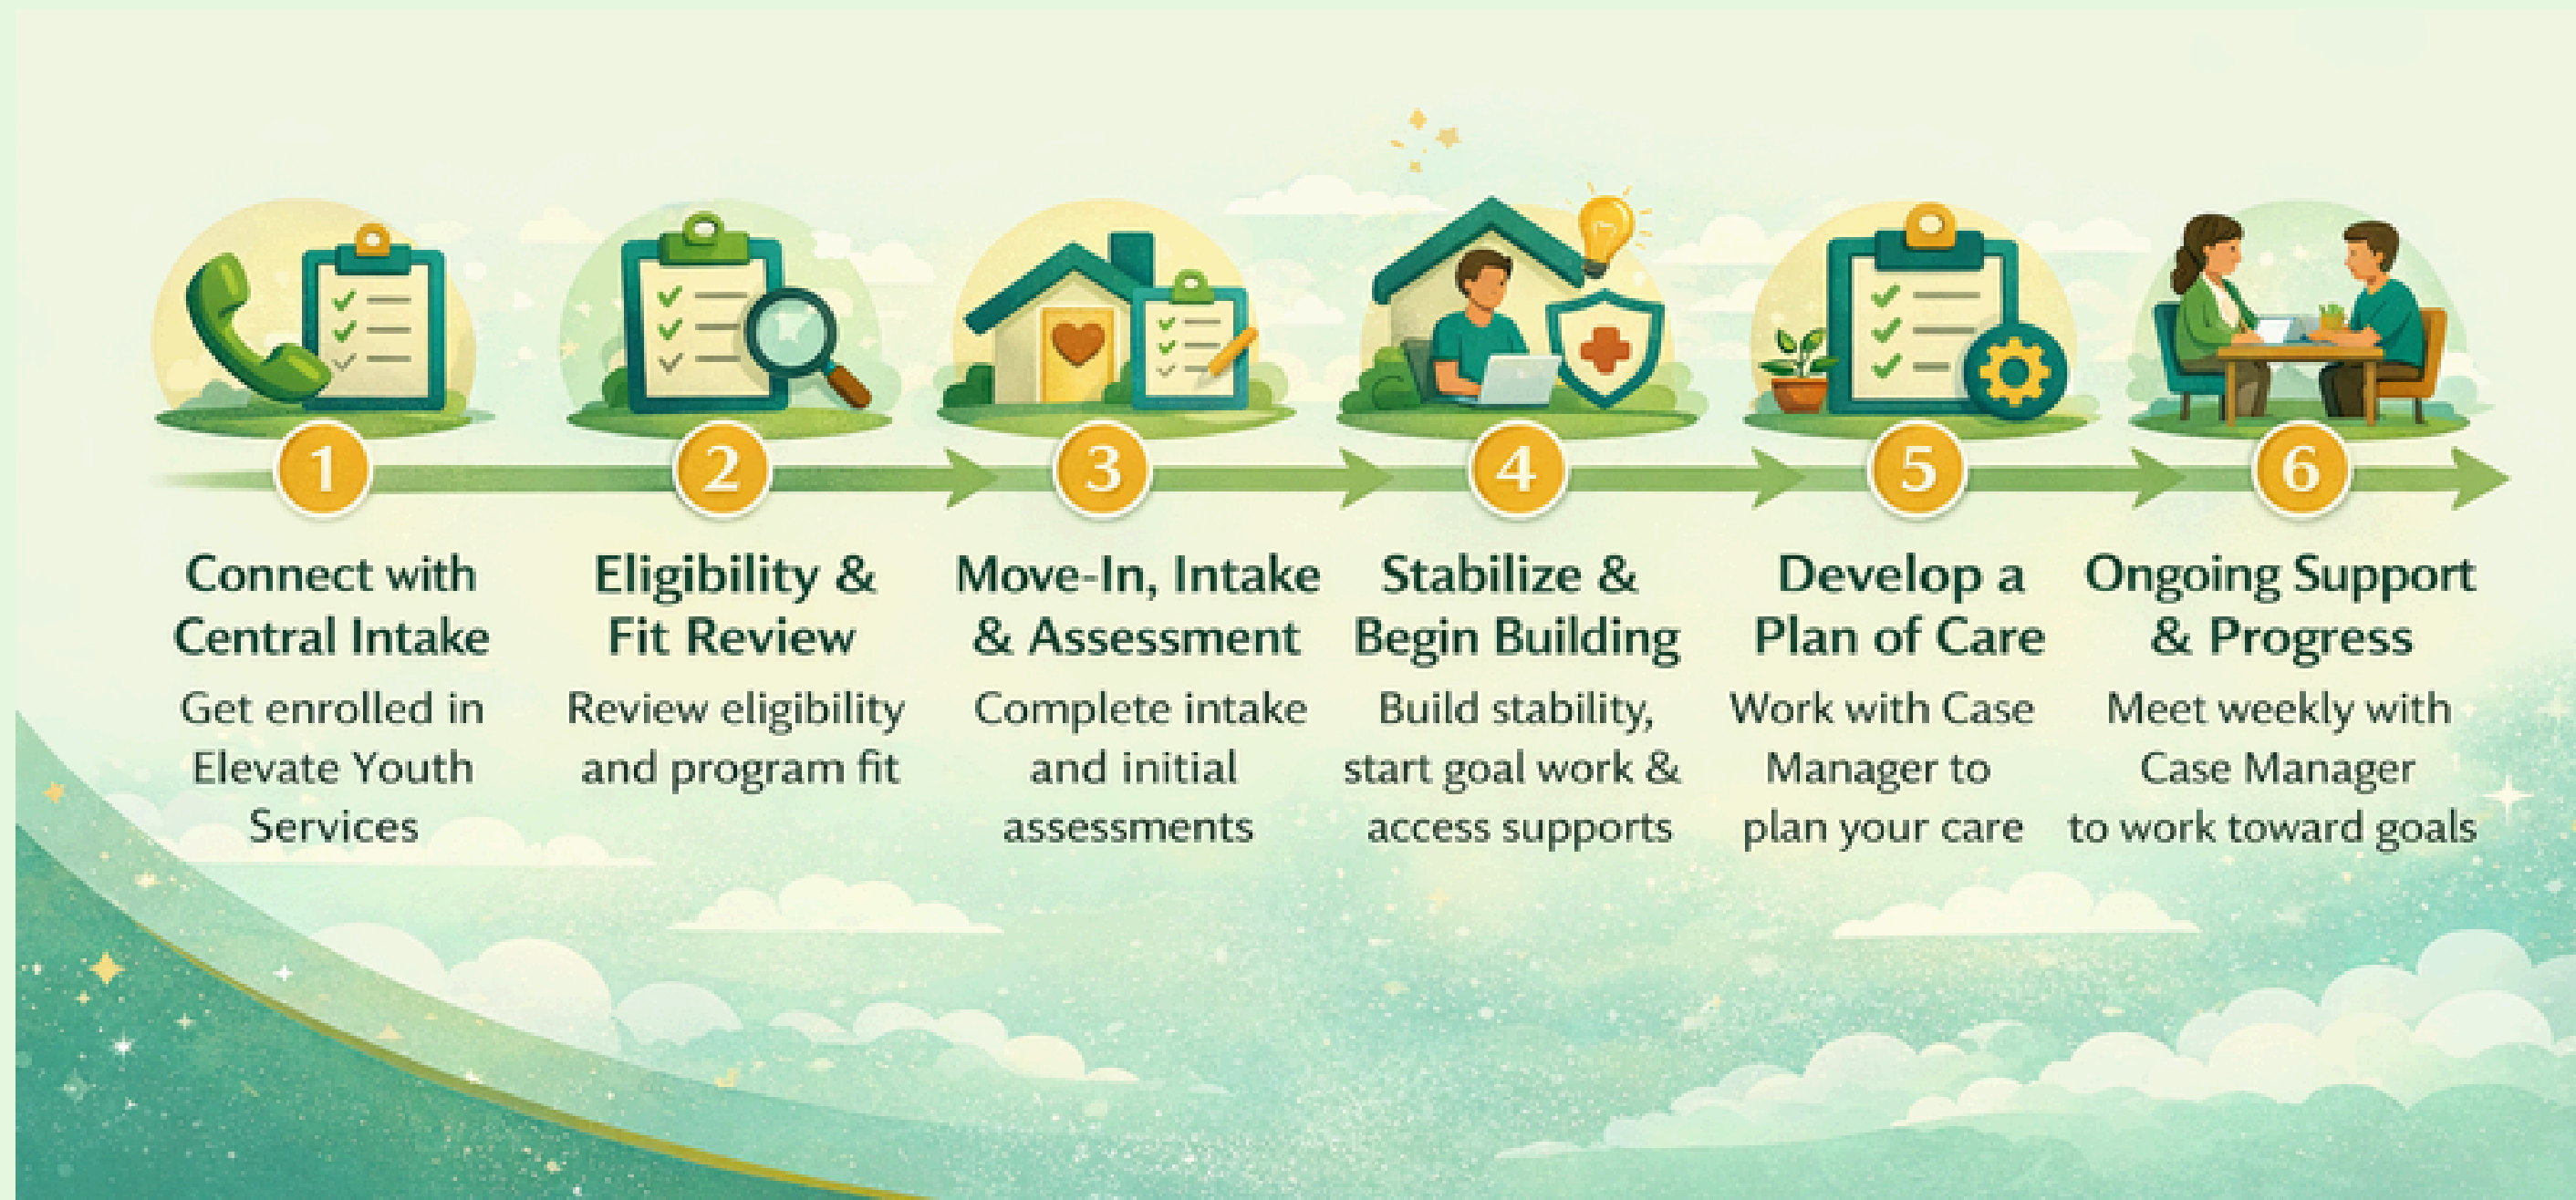 1
Connect with
Central Intake
Get enrolled in
Elevate Youth
Services
2
Eligibility &
Fit Review
Review eligibility
and program fit
3
Move-In, Intake
& Assessment
Complete intake
and initial
assessments
4
Stabilize &
Begin Building
Build stability,
start goal work &
access supports
5
Develop a
Plan of Care
Work with Case
Manager to
plan your care
6
Ongoing Support
& Progress
Meet weekly with
Case Manager
to work toward goals